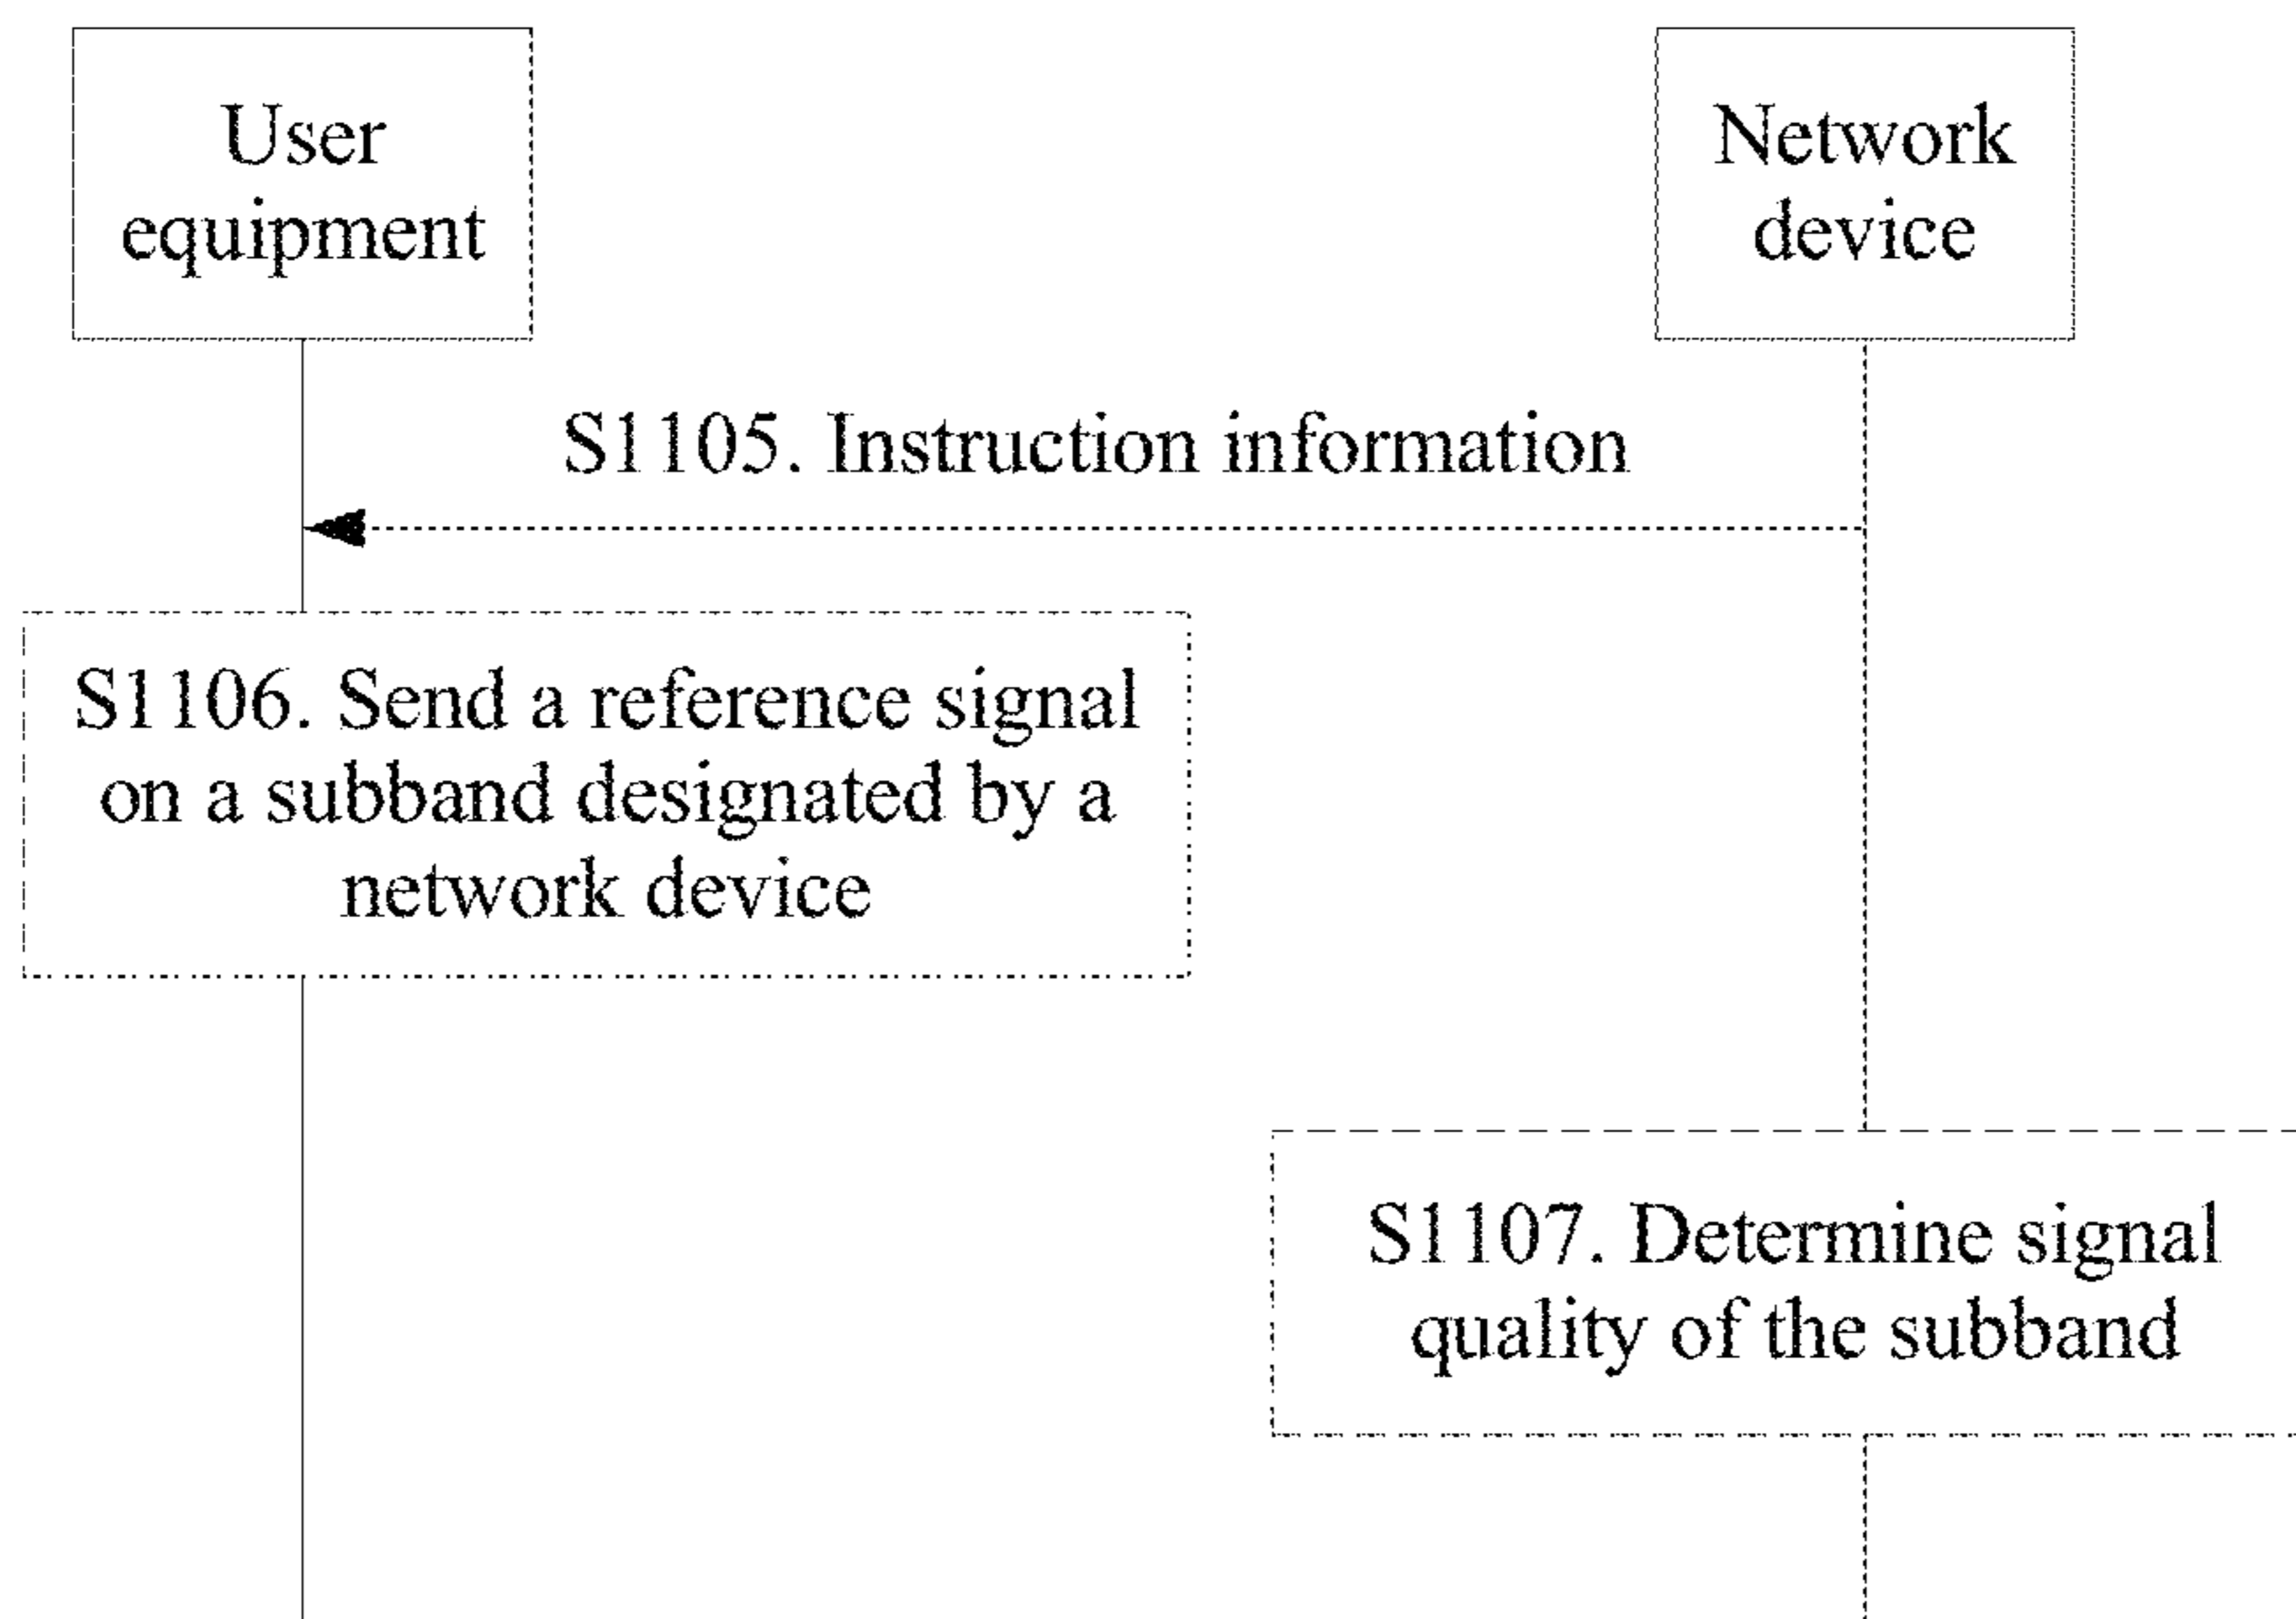 User
equipment
Network
device
S1105. Instruction information
S1106. Send a reference signal
on a subband designated by a
network device
S1107. Determine signal
quality of the subband